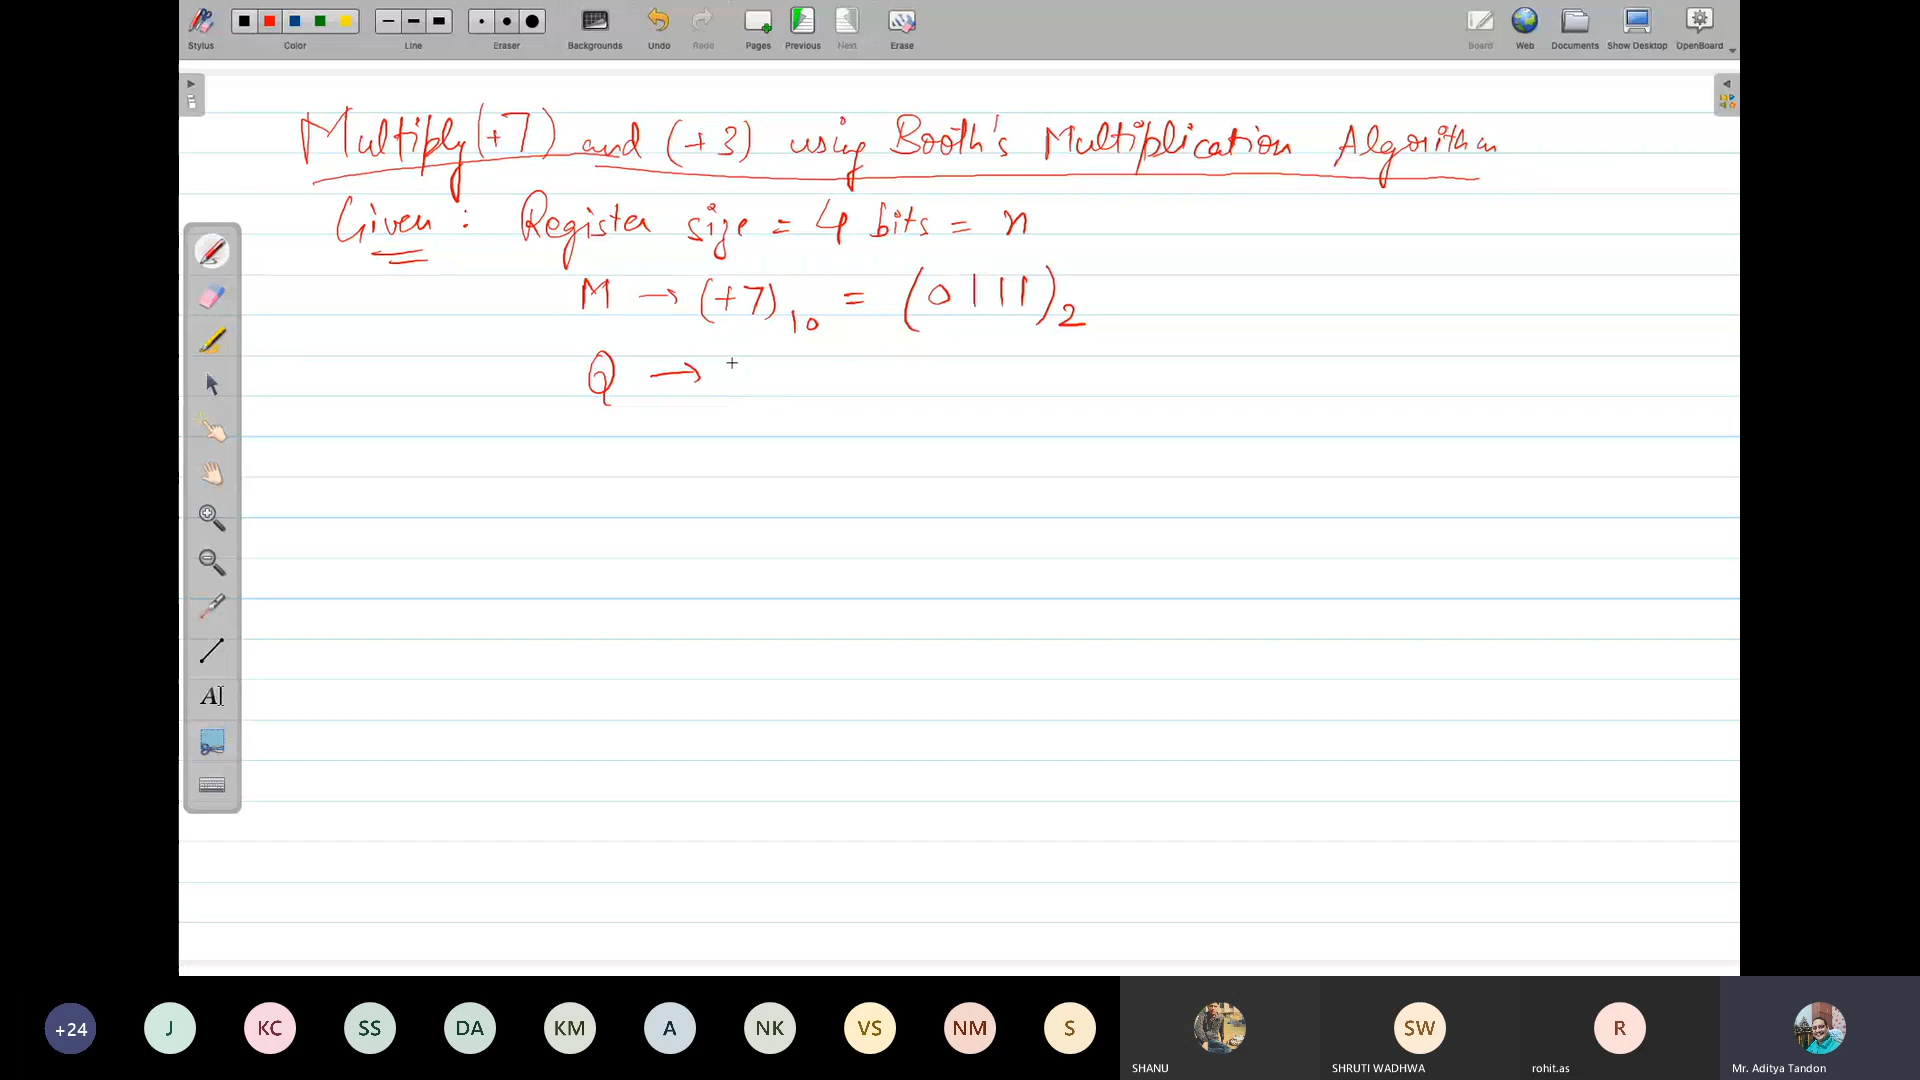 Stylus Color Line Eraser Backgrounds Undo Redo Pages Previous Next Erase Board Web Documents Show Desktop OpenBoard
Multiply (+7) and (+3) using Booth's Multiplication Algorithm
Given : Register size = 4 bits = n
M → (+7)10 = (0111)2
Q →
+24 J KC SS DA KM A NK VS NM S SW R
SHANU SHRUTI WADHWA rohit.as Mr. Aditya Tandon